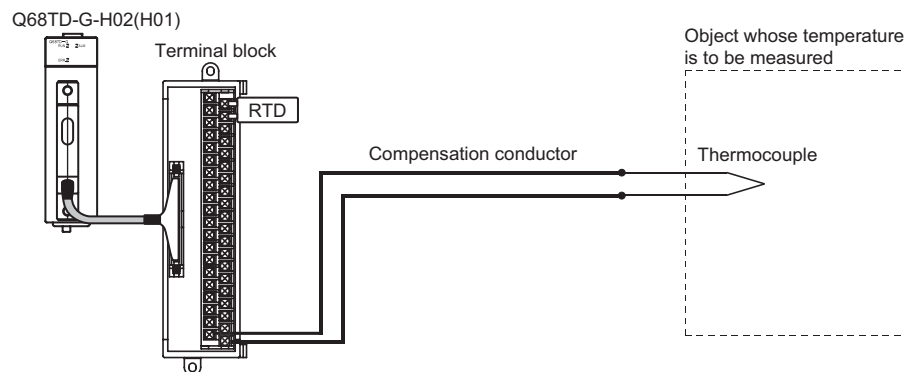 Q68TD-G-H02(H01)
Terminal block
Object whose temperature
is to be measured
RTD
Compensation conductor
Thermocouple